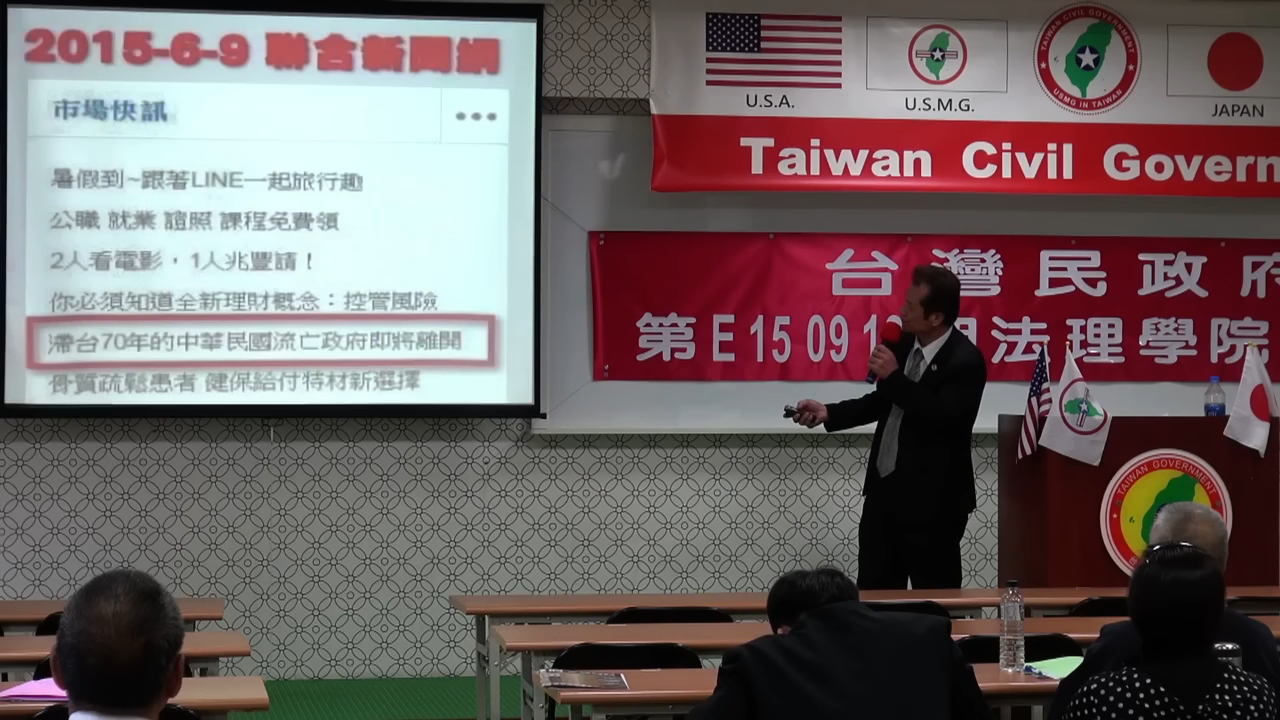 2015-6-9 聯合新聞網
市場快訊
暑假到~跟著LINE一起旅行趣
公職 就業 證照 課程免費領
2人看電影，1人兆豐請！
你必須知道全新理財概念：控管風險
滯台70年的中華民國流亡政府即將離開
骨質疏鬆患者 健保給付特材新選擇
U.S.A.
U.S.M.G.
TAIWAN CIVIL GOVERNMENT
USMG IN TAIWAN
JAPAN
Taiwan Civil Govern
台灣民政府
第E 15 09 1 期法理學院
TAIWAN GOVERNMENT